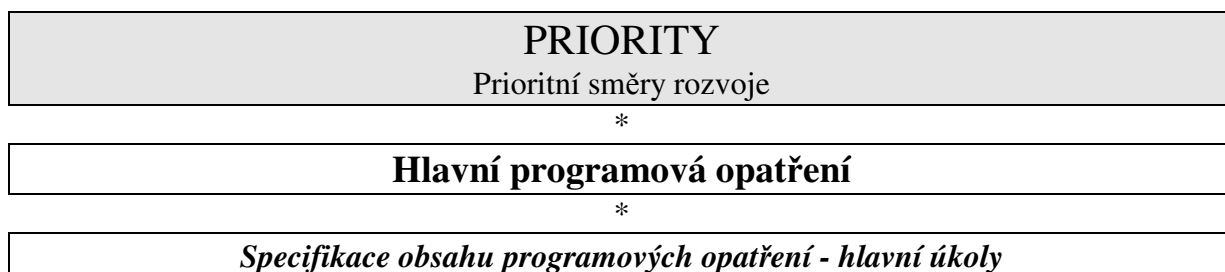 PRIORITY
Prioritní směry rozvoje
*
Hlavní programová opatření
*
Specifikace obsahu programových opatření - hlavní úkoly